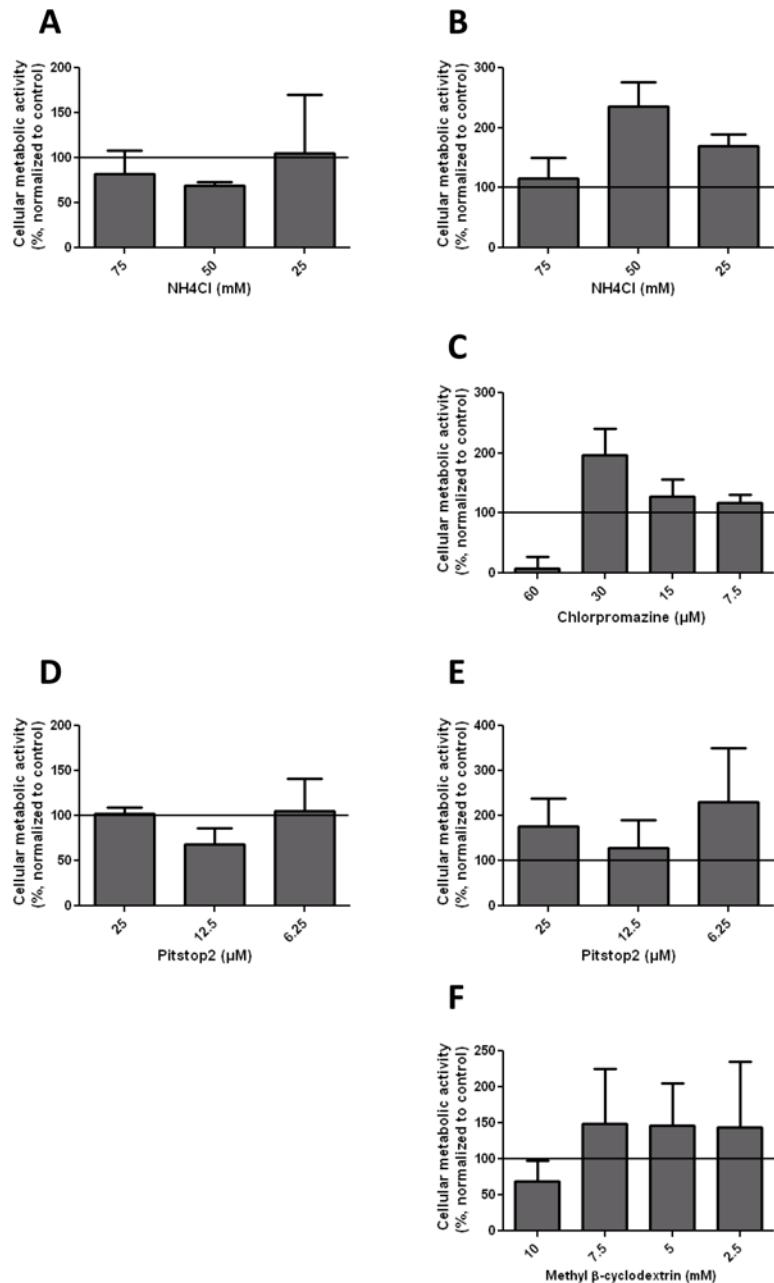 A
Cellular metabolic activity
(%, normalized to control)
200
150
100
50
0
75
50
25
NH4Cl (mM)
B
Cellular metabolic activity
(%, normalized to control)
300
200
100
0
75
50
25
NH4Cl (mM)
C
Cellular metabolic activity
(%, normalized to control)
300
200
100
0
60
30
15
7.5
Chlorpromazine (µM)
D
Cellular metabolic activity
(%, normalized to control)
200
150
100
50
0
25
12.5
6.25
Pitstop2 (µM)
E
Cellular metabolic activity
(%, normalized to control)
400
300
200
100
0
25
12.5
6.25
Pitstop2 (µM)
F
Cellular metabolic activity
(%, normalized to control)
250
200
150
100
50
0
10
7.5
5
2.5
Methyl β-cyclodextrin (mM)